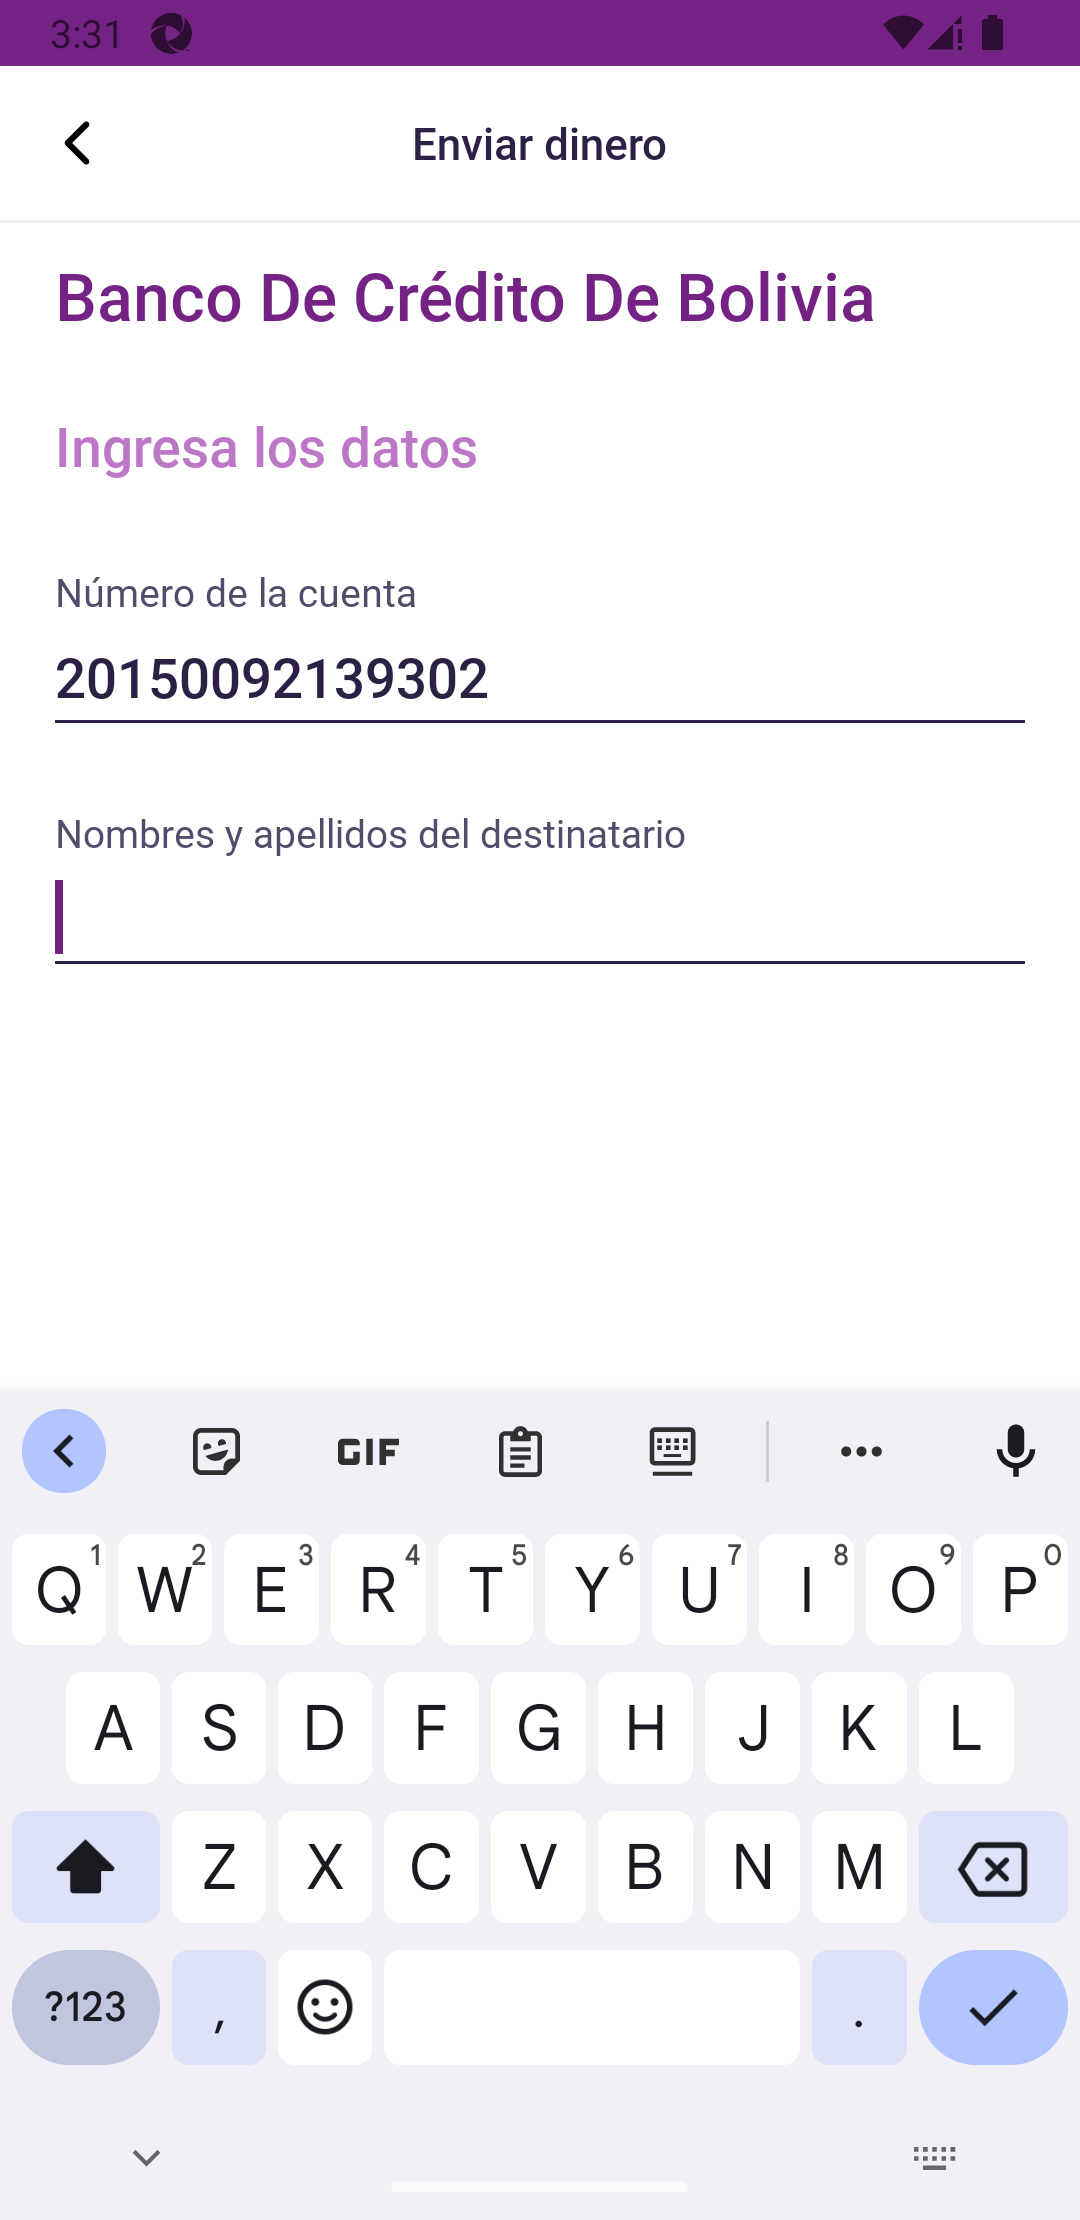 3:31
Enviar dinero
Banco De Crédito De Bolivia
Ingresa los datos
Número de la cuenta
20150092139302
Nombres y apellidos del destinatario
GIF
Q1 W2 E3 R4 T5 Y6 U7 I8 O9 P0
A S D F G H J K L
Z X C V B N M
?123 , .